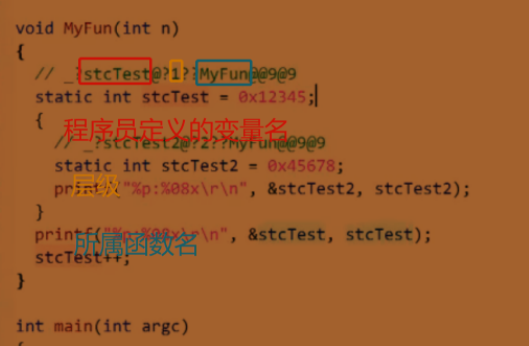 void MyFun(int n)
{
// _?stcTest@?1??MyFun@@9@9
static int stcTest = 0x12345;
{
程序员定义的变量名
// _?stcTest2@?2??MyFun@@9@9
static int stcTest2 = 0x45678;
层级
"%p:%08x\r\n", &stcTest2, stcTest2);
}
printf("%p:%08x\r\n", &stcTest, stcTest);
所属函数名
stcTest++;
}
int main(int argc)